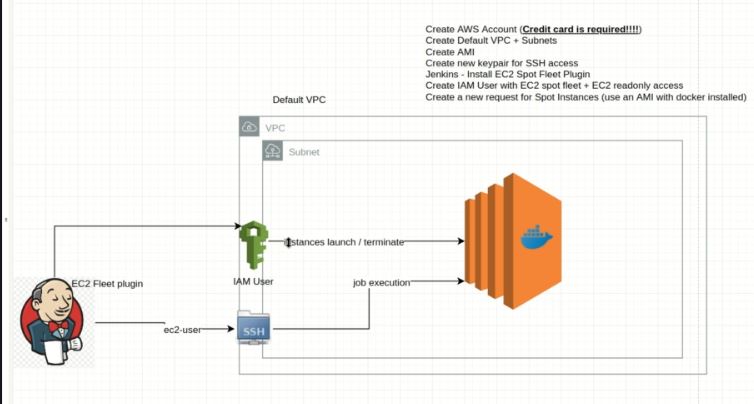 Create AWS Account (Credit card is required!!!!)
Create Default VPC + Subnets
Create AMI
Create new keypair for SSH access
Jenkins - Install EC2 Spot Fleet Plugin
Create IAM User with EC2 spot fleet + EC2 readonly access
Create a new request for Spot Instances (use an AMI with docker installed)
Default VPC
VPC
Subnet
instances launch / terminate
EC2 Fleet plugin
IAM User
job execution
ec2-user
SSH